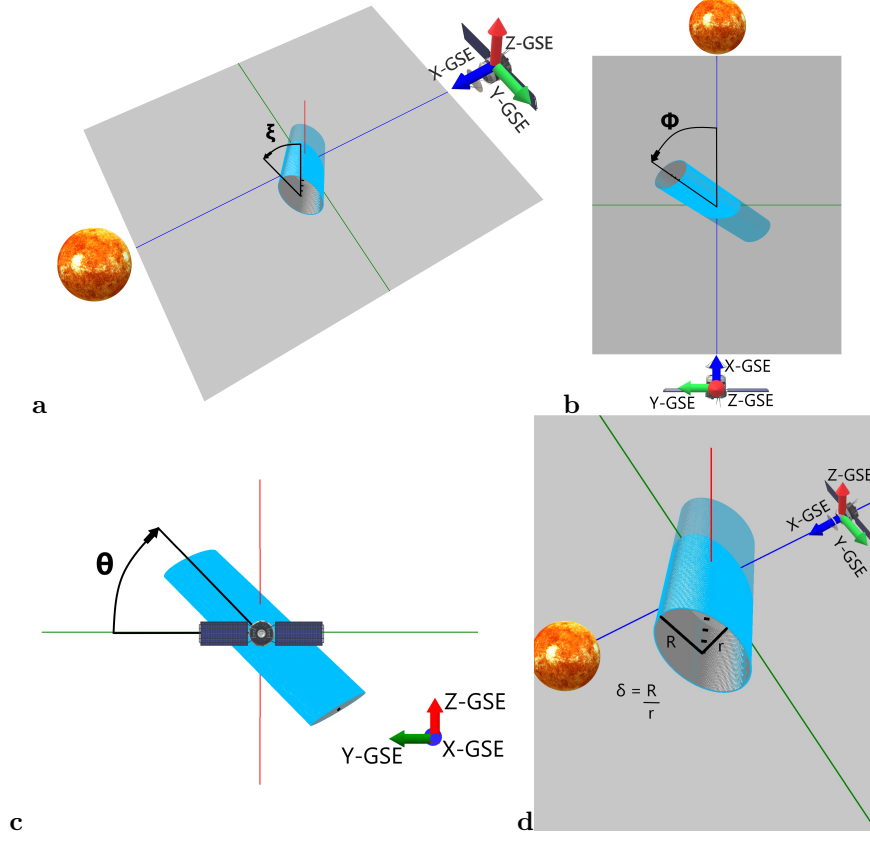 Z-GSE
X-GSE
Y-GSE
ξ
a
Φ
X-GSE
Y-GSE
Z-GSE
b
θ
Z-GSE
Y-GSE
X-GSE
c
Z-GSE
X-GSE
Y-GSE
R
r
δ = R
r
d